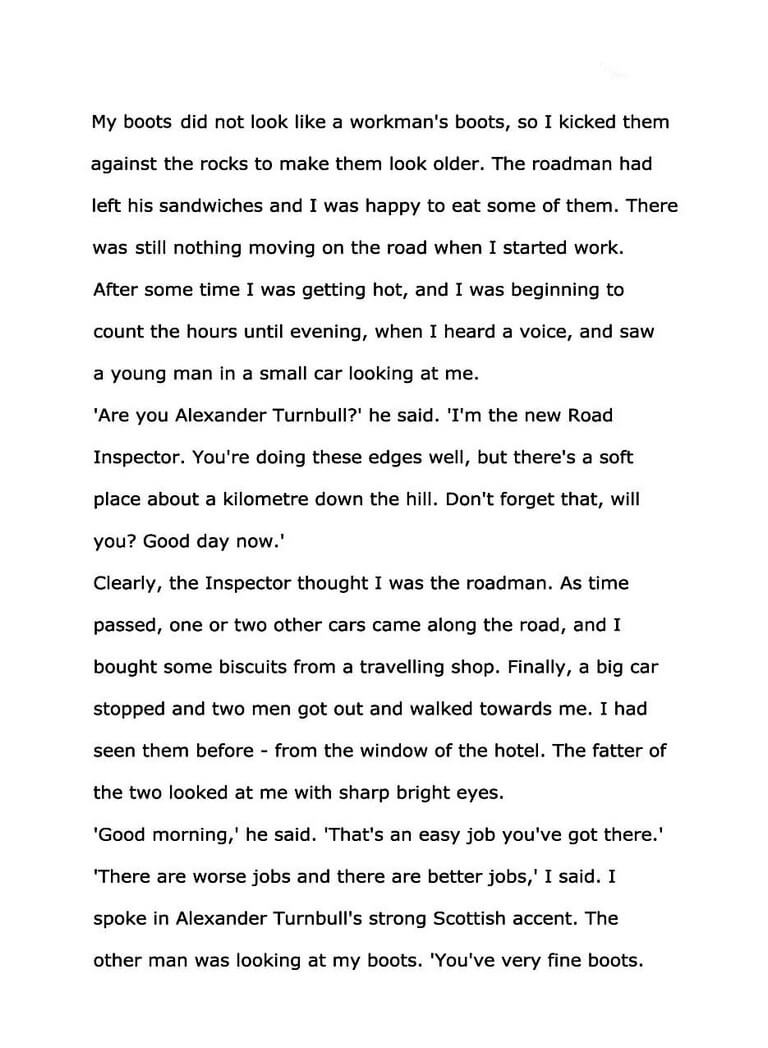 My boots did not look like a workman's boots, so I kicked them
against the rocks to make them look older. The roadman had
left his sandwiches and I was happy to eat some of them. There
was still nothing moving on the road when I started work.
After some time I was getting hot, and I was beginning to
count the hours until evening, when I heard a voice, and saw
a young man in a small car looking at me.
'Are you Alexander Turnbull?' he said. 'I'm the new Road
Inspector. You're doing these edges well, but there's a soft
place about a kilometre down the hill. Don't forget that, will
you? Good day now.'
Clearly, the Inspector thought I was the roadman. As time
passed, one or two other cars came along the road, and I
bought some biscuits from a travelling shop. Finally, a big car
stopped and two men got out and walked towards me. I had
seen them before - from the window of the hotel. The fatter of
the two looked at me with sharp bright eyes.
'Good morning,' he said. 'That's an easy job you've got there.'
'There are worse jobs and there are better jobs,' I said. I
spoke in Alexander Turnbull's strong Scottish accent. The
other man was looking at my boots. 'You've very fine boots.